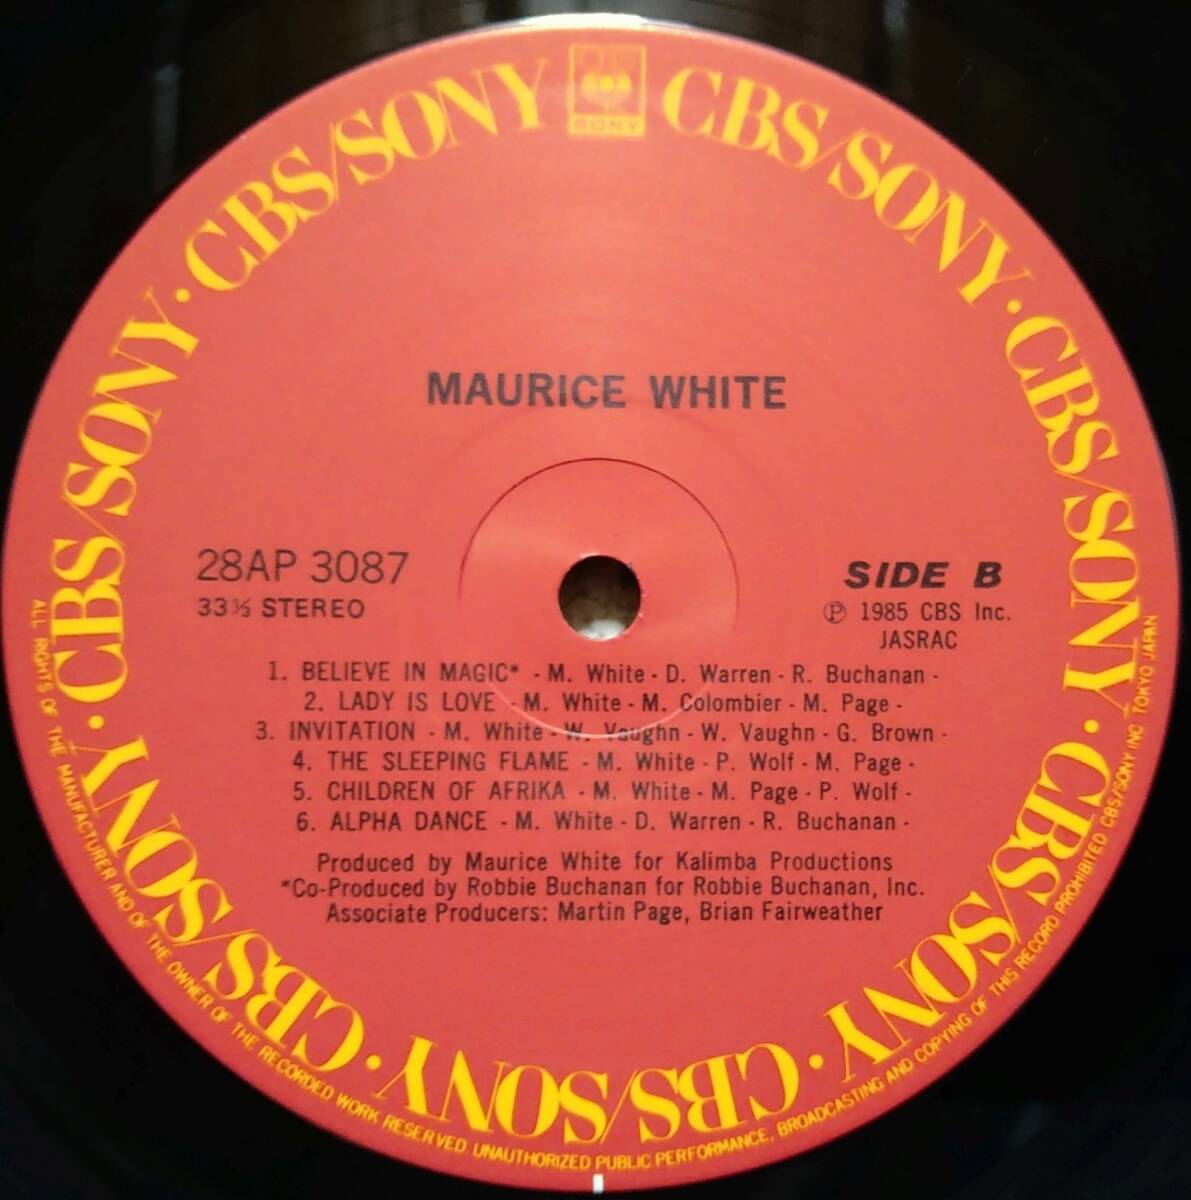 CBS/SONY · CBS/SONY · CBS/SONY · CBS/SONY · CBS/SONY · CBS/SONY · CBS/SONY · CBS/SONY
SONY
MAURICE WHITE
28AP 3087
33⅓ STEREO
SIDE B
Ⓟ 1985 CBS Inc.
JASRAC
1. BELIEVE IN MAGIC* - M. White - D. Warren - R. Buchanan -
2. LADY IS LOVE - M. White - M. Colombier - M. Page -
3. INVITATION - M. White - W. Vaughn - W. Vaughn - G. Brown -
4. THE SLEEPING FLAME - M. White - P. Wolf - M. Page -
5. CHILDREN OF AFRIKA - M. White - M. Page - P. Wolf -
6. ALPHA DANCE - M. White - D. Warren - R. Buchanan -
Produced by Maurice White for Kalimba Productions
*Co-Produced by Robbie Buchanan for Robbie Buchanan, Inc.
Associate Producers: Martin Page, Brian Fairweather
ALL RIGHTS OF THE MANUFACTURER AND OF THE OWNER OF THE RECORDED WORK RESERVED. UNAUTHORIZED PUBLIC PERFORMANCE, BROADCASTING AND COPYING OF THIS RECORD PROHIBITED CBS/SONY INC TOKYO JAPAN